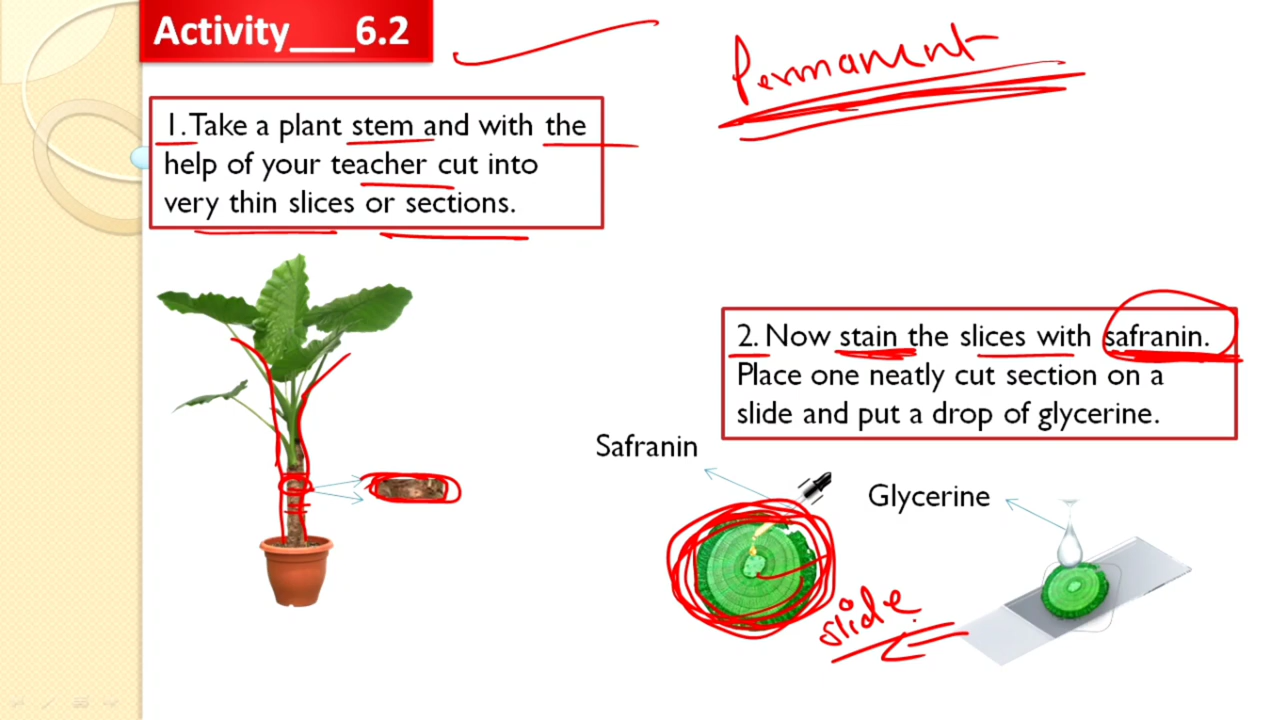 Activity___6.2
Permanent
1. Take a plant stem and with the
help of your teacher cut into
very thin slices or sections.
2. Now stain the slices with safranin.
Place one neatly cut section on a
slide and put a drop of glycerine.
Safranin
Glycerine
slide